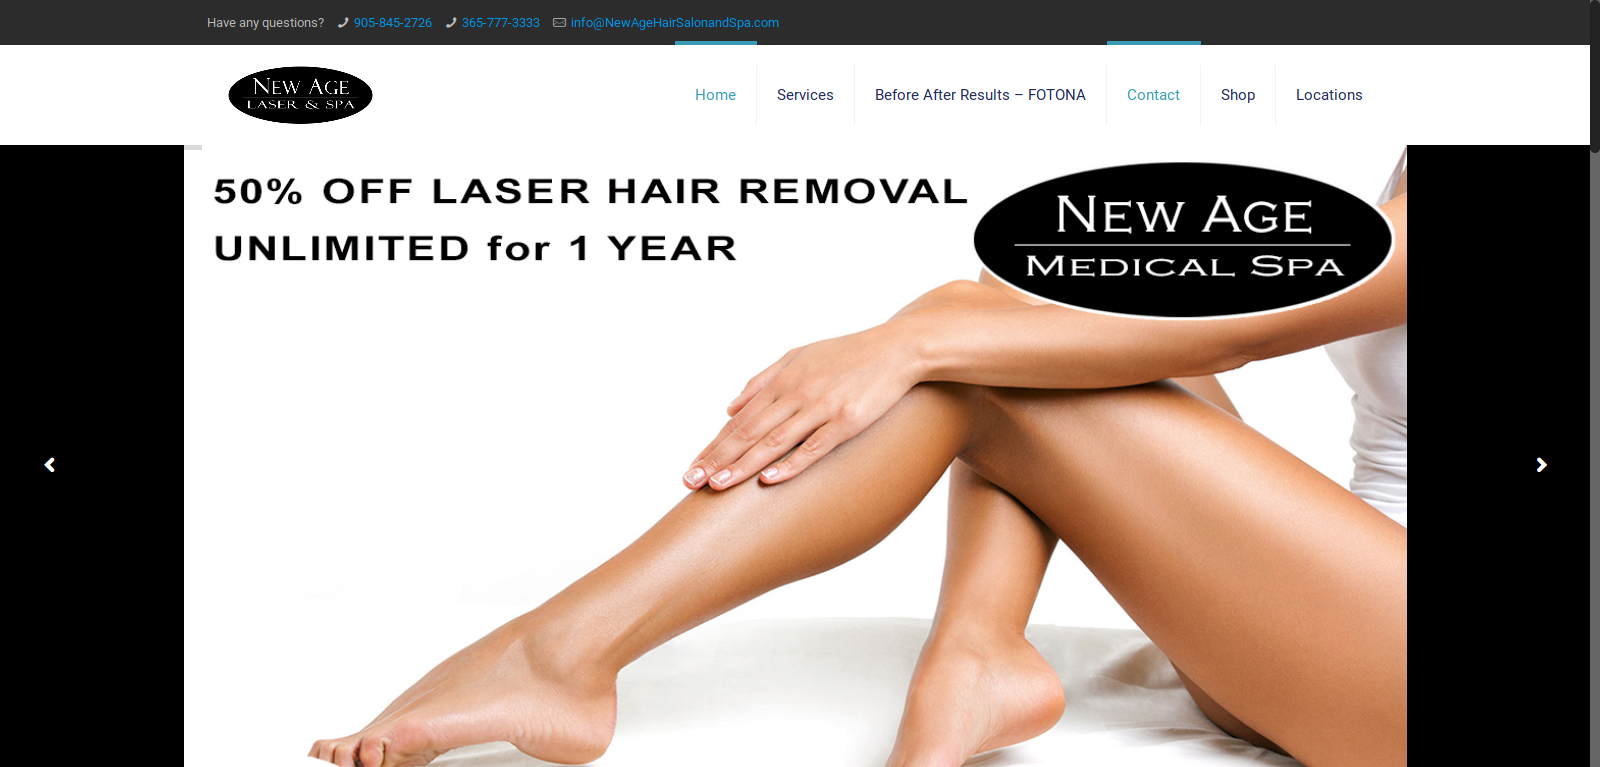 Have any questions? 905-845-2726 365-777-3333 info@NewAgeHairSalonandSpa.com
NEW AGE
LASER & SPA
Home Services Before After Results – FOTONA Contact Shop Locations
50% OFF LASER HAIR REMOVAL
UNLIMITED for 1 YEAR
NEW AGE
MEDICAL SPA